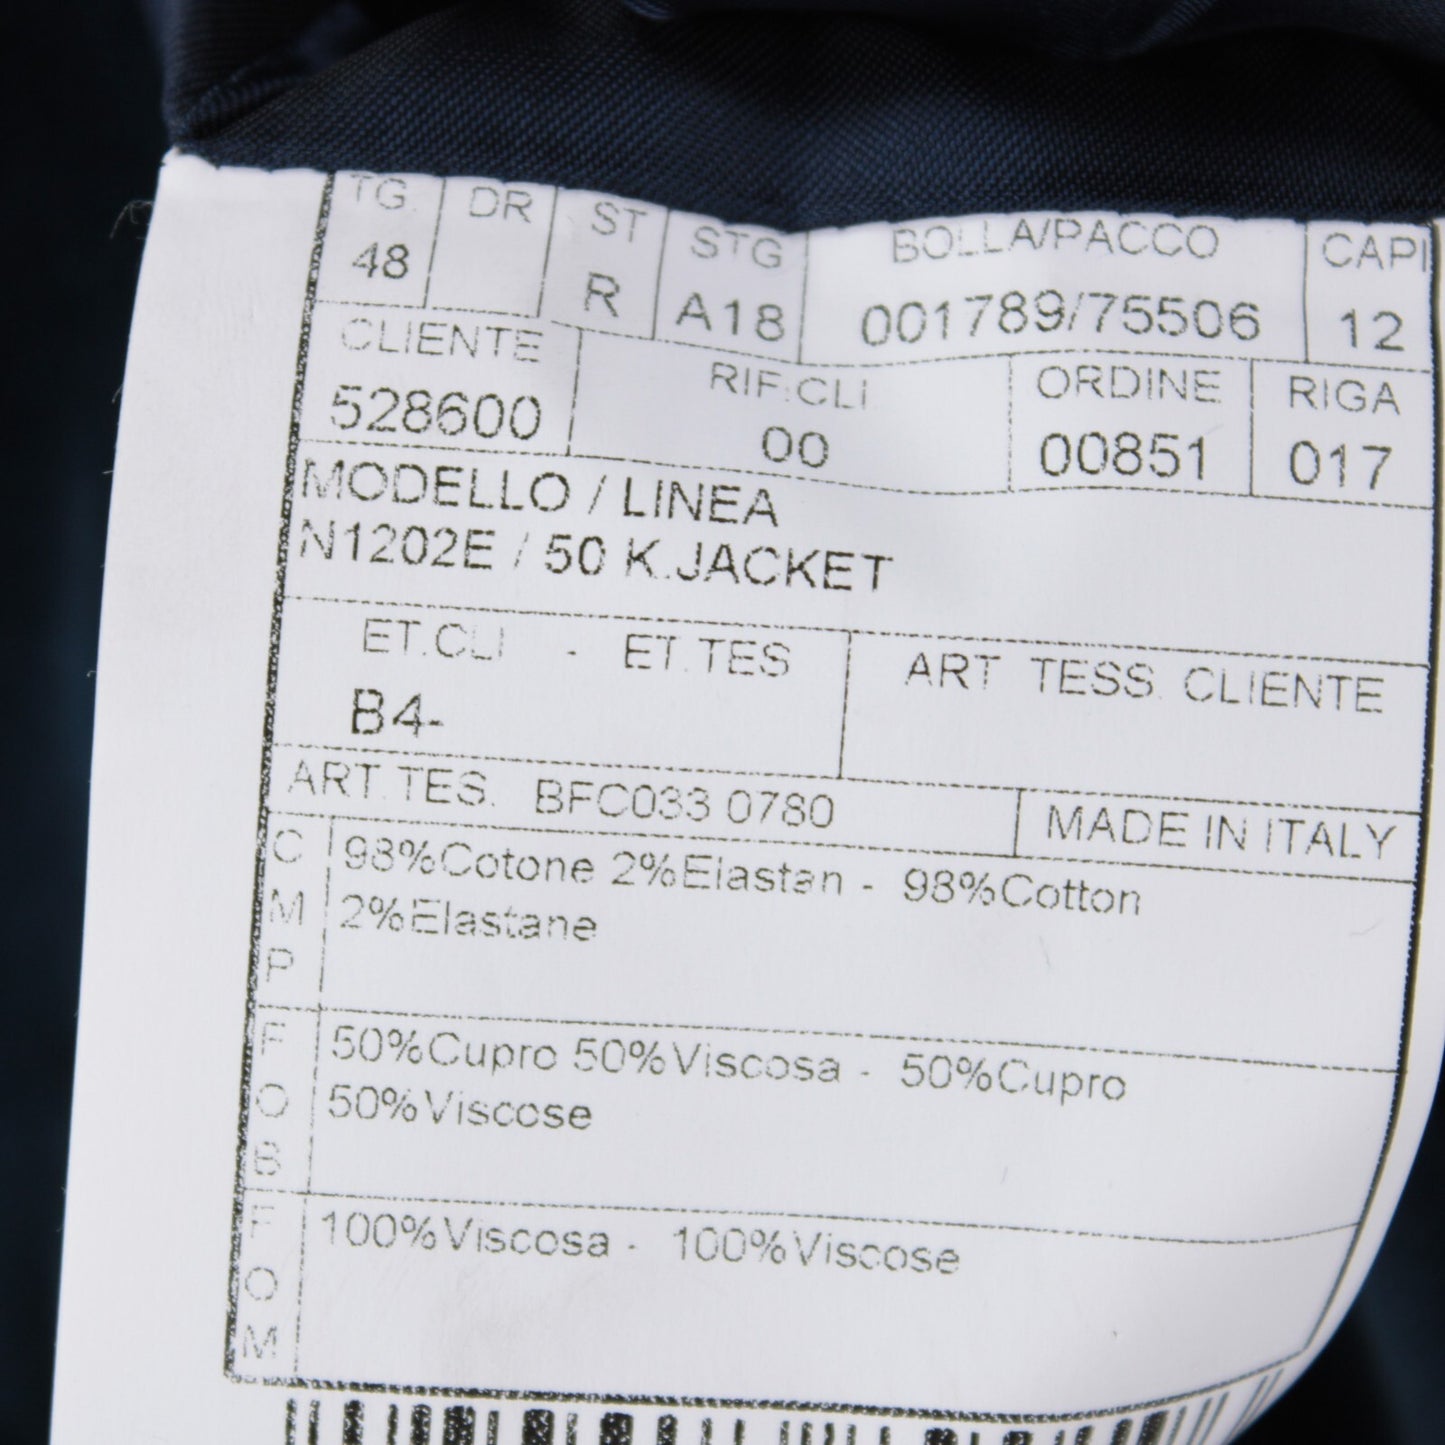 TG. DR ST STG BOLLA/PACCO CAPI
48 R A18 001789/75506 12
CLIENTE RIF.CLI ORDINE RIGA
528600 00 00851 017
MODELLO / LINEA
N1202E / 50 K.JACKET
ET.CLI - ET.TES ART TESS. CLIENTE
B4-
ART.TES. BFC033 0780 MADE IN ITALY
CMP 98%Cotone 2%Elastan - 98%Cotton
2%Elastane
FOB 50%Cupro 50%Viscosa - 50%Cupro
50%Viscose
FOM 100%Viscosa - 100%Viscose